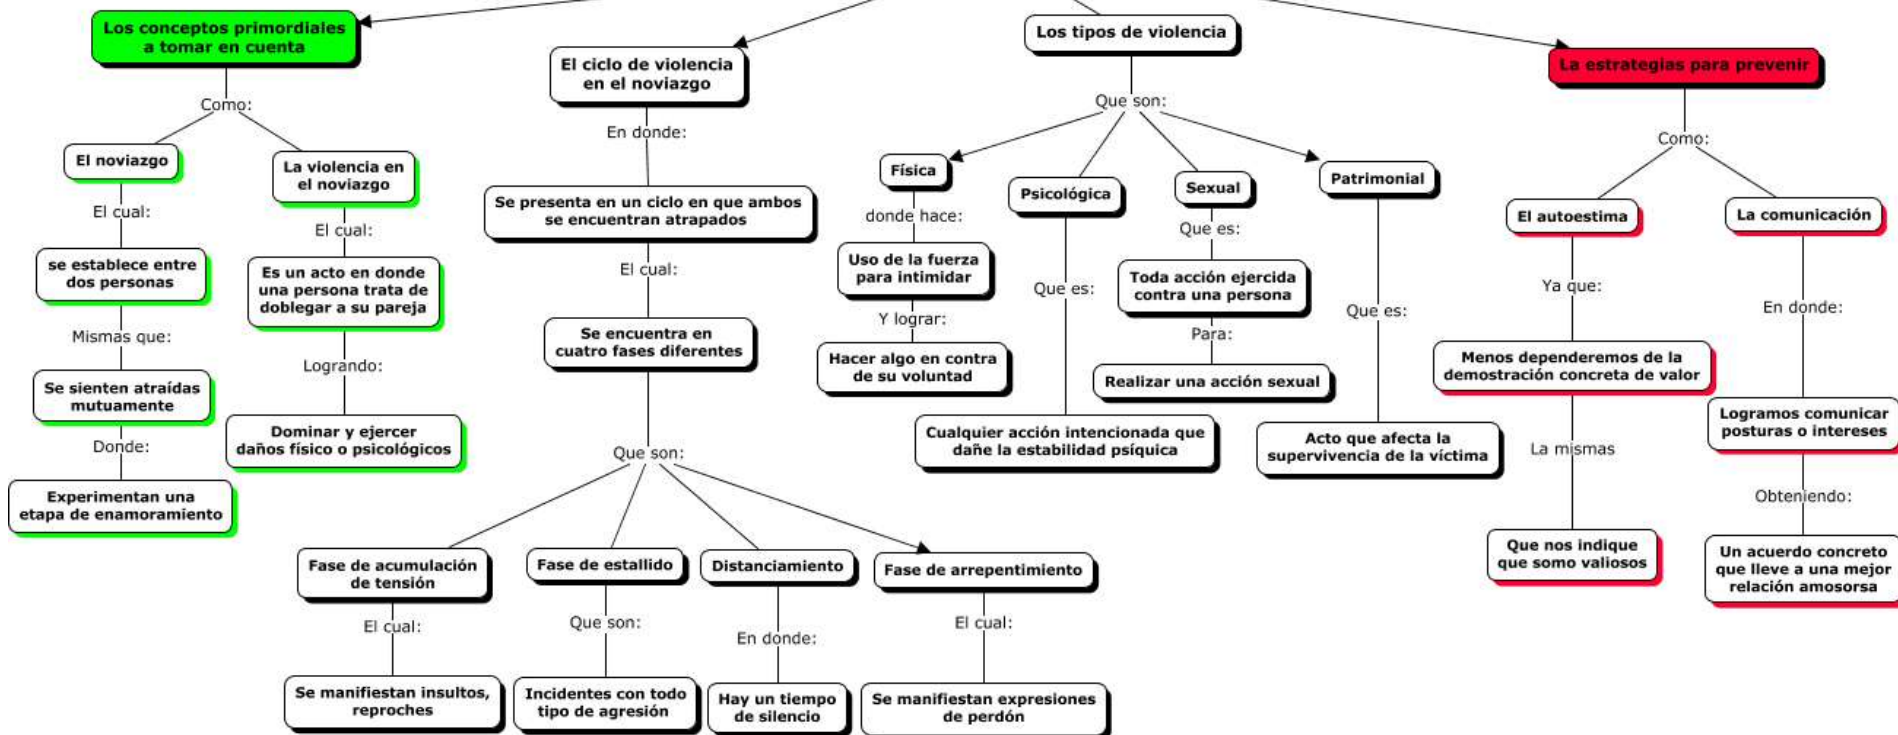 Los conceptos primordiales
a tomar en cuenta
Como:
El noviazgo
El cual:
se establece entre
dos personas
Mismas que:
Se sienten atraídas
mutuamente
Donde:
Experimentan una
etapa de enamoramiento
La violencia en
el noviazgo
El cual:
Es un acto en donde
una persona trata de
doblegar a su pareja
Logrando:
Dominar y ejercer
daños físico o psicológicos
El ciclo de violencia
en el noviazgo
En donde:
Se presenta en un ciclo en que ambos
se encuentran atrapados
El cual:
Se encuentra en
cuatro fases diferentes
Que son:
Fase de acumulación
de tensión
El cual:
Se manifiestan insultos,
reproches
Fase de estallido
Que son:
Incidentes con todo
tipo de agresión
Distanciamiento
En donde:
Hay un tiempo
de silencio
Fase de arrepentimiento
El cual:
Se manifiestan expresiones
de perdón
Los tipos de violencia
Que son:
Física
donde hace:
Uso de la fuerza
para intimidar
Y lograr:
Hacer algo en contra
de su voluntad
Psicológica
Que es:
Cualquier acción intencionada que
dañe la estabilidad psíquica
Sexual
Que es:
Toda acción ejercida
contra una persona
Para:
Realizar una acción sexual
Patrimonial
Que es:
Acto que afecta la
supervivencia de la víctima
La estrategias para prevenir
Como:
El autoestima
Ya que:
Menos dependeremos de la
demostración concreta de valor
La mismas
Que nos indique
que somo valiosos
La comunicación
En donde:
Logramos comunicar
posturas o intereses
Obteniendo:
Un acuerdo concreto
que lleve a una mejor
relación amosorsa